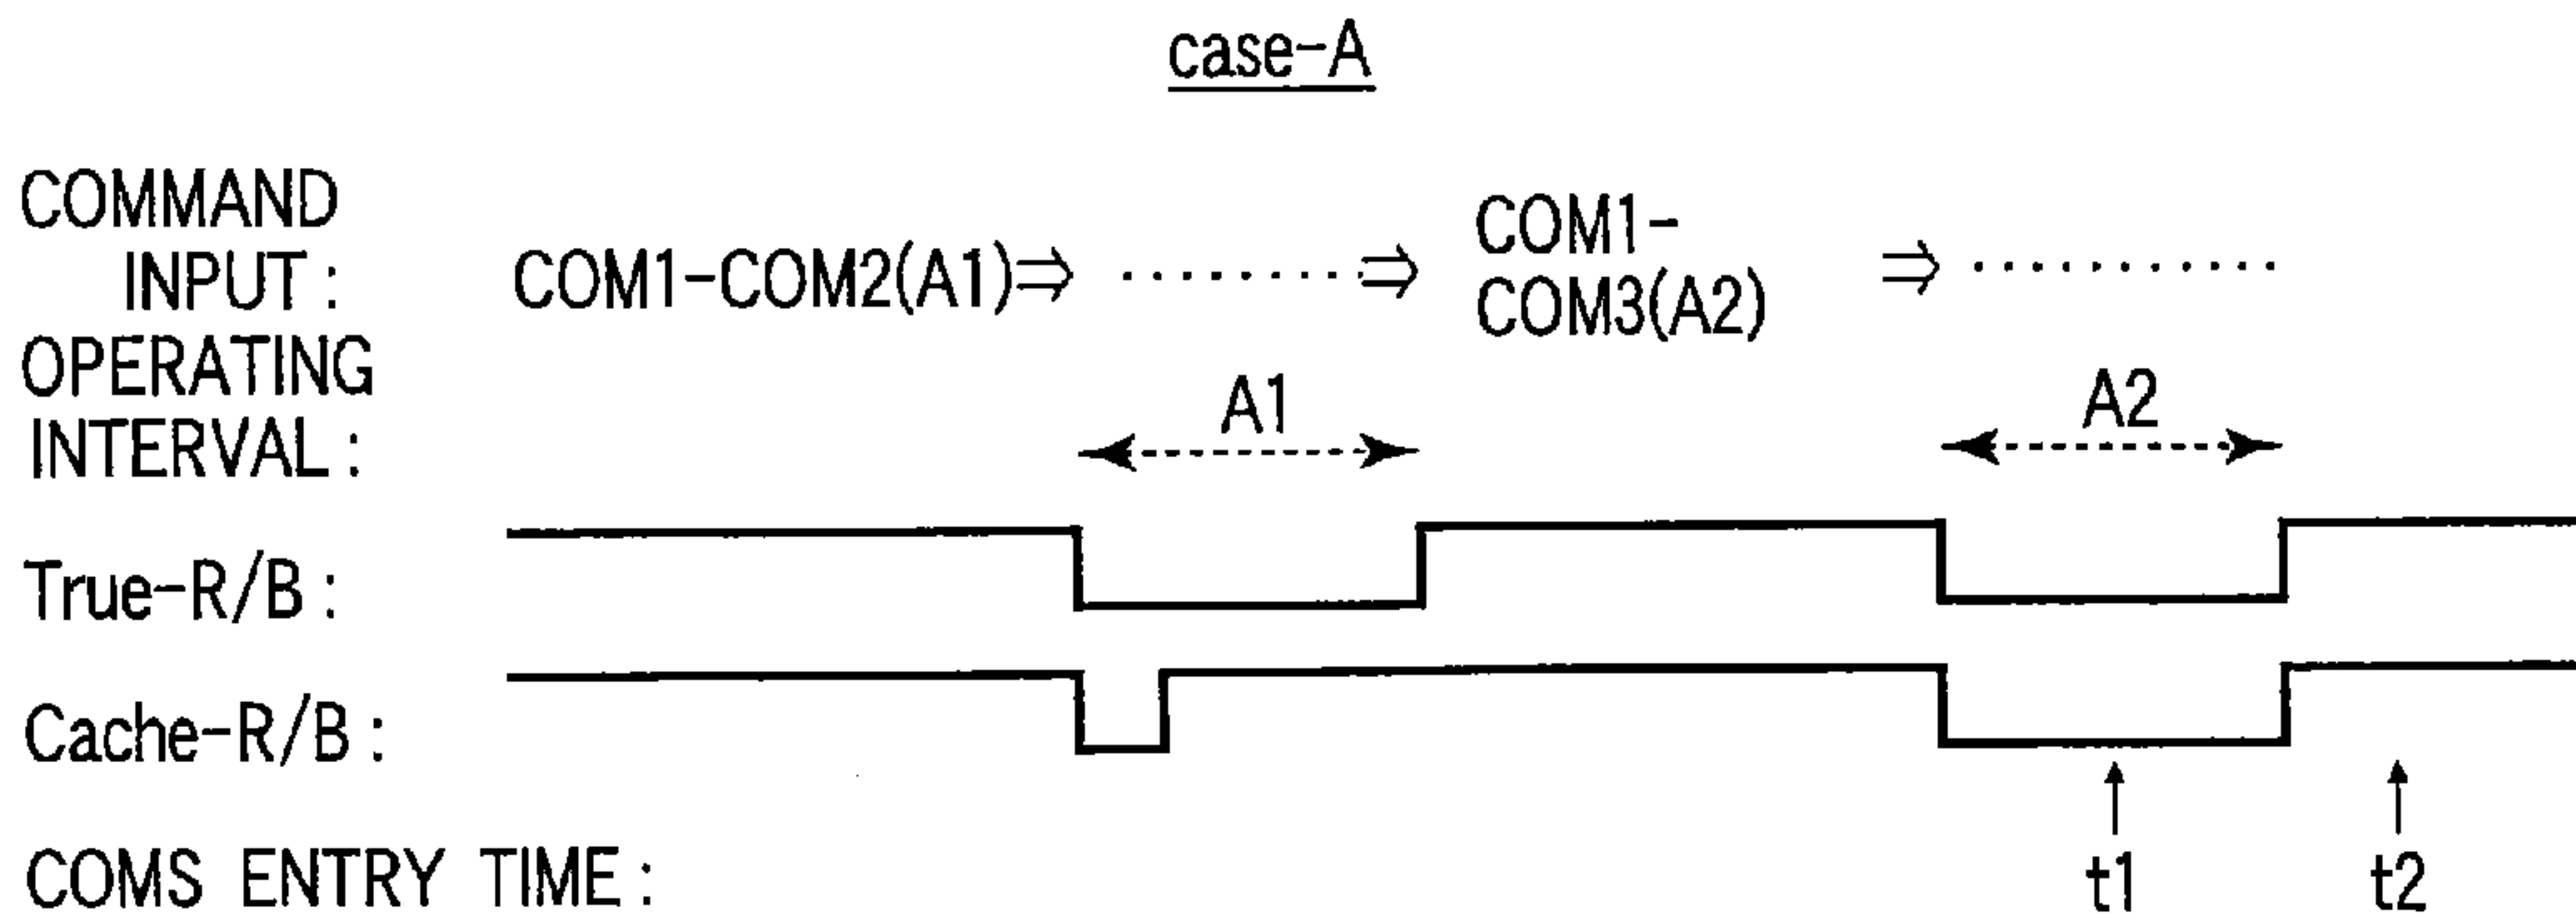 case-A
COMMAND
INPUT :
COM1-COM2(A1)⇒ ·········⇒
COM1-
COM3(A2)
⇒ ···········
OPERATING
INTERVAL :
A1
A2
True-R/B :
Cache-R/B :
COMS ENTRY TIME :
t1
t2